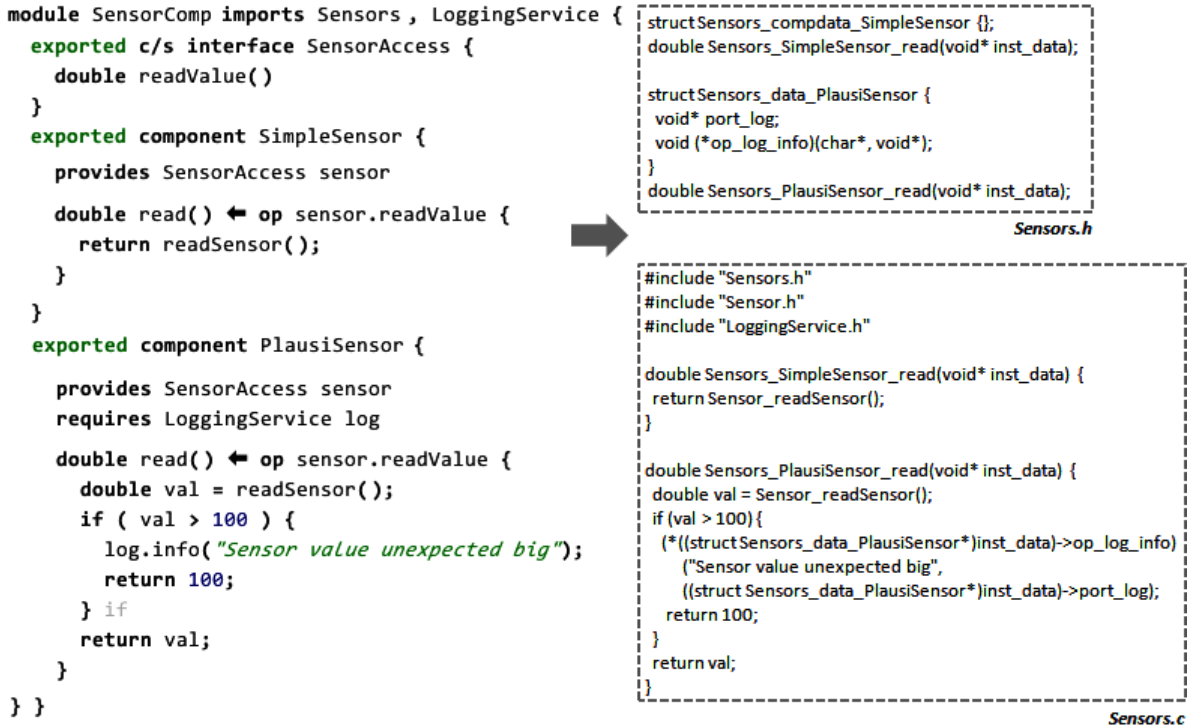 module SensorComp imports Sensors , LoggingService {
exported c/s interface SensorAccess {
double readValue()
}
exported component SimpleSensor {
provides SensorAccess sensor
double read() ⬅ op sensor.readValue {
return readSensor();
}
}
exported component PlausiSensor {
provides SensorAccess sensor
requires LoggingService log
double read() ⬅ op sensor.readValue {
double val = readSensor();
if ( val > 100 ) {
log.info("Sensor value unexpected big");
return 100;
} if
return val;
}
} }
struct Sensors_compdata_SimpleSensor {};
double Sensors_SimpleSensor_read(void* inst_data);
struct Sensors_data_PlausiSensor {
void* port_log;
void (*op_log_info)(char*, void*);
}
double Sensors_PlausiSensor_read(void* inst_data);
Sensors.h
#include "Sensors.h"
#include "Sensor.h"
#include "LoggingService.h"
double Sensors_SimpleSensor_read(void* inst_data) {
return Sensor_readSensor();
}
double Sensors_PlausiSensor_read(void* inst_data) {
double val = Sensor_readSensor();
if (val > 100) {
(*((struct Sensors_data_PlausiSensor*)inst_data)->op_log_info)
("Sensor value unexpected big",
((struct Sensors_data_PlausiSensor*)inst_data)->port_log);
return 100;
}
return val;
}
Sensors.c